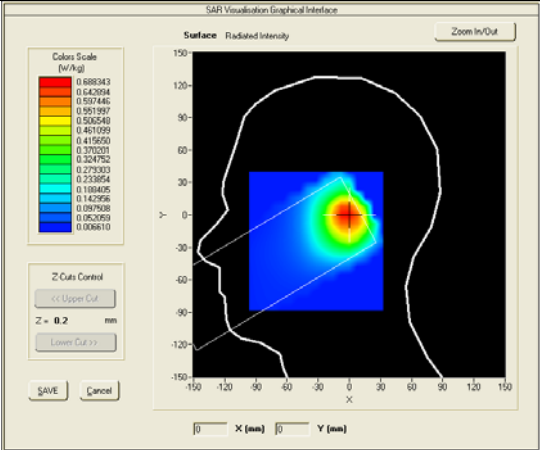 SAR Visualisation Graphical Interface
Surface Radiated Intensity
Zoom In/Out
Colors Scale
(W/kg)
0.688343
0.642894
0.597446
0.551997
0.506548
0.461099
0.415650
0.370201
0.324752
0.279303
0.233854
0.188405
0.142956
0.097508
0.052059
0.006610
Z-Cuts Control
<< Upper Cut
Z = 0.2 mm
Lower Cut >>
SAVE Cancel
150
120
90
60
30
0
-30
-60
-90
-120
-150
Y
-150 -120 -90 -60 -30 0 30 60 90 120 150
X
0 X (mm) 0 Y (mm)